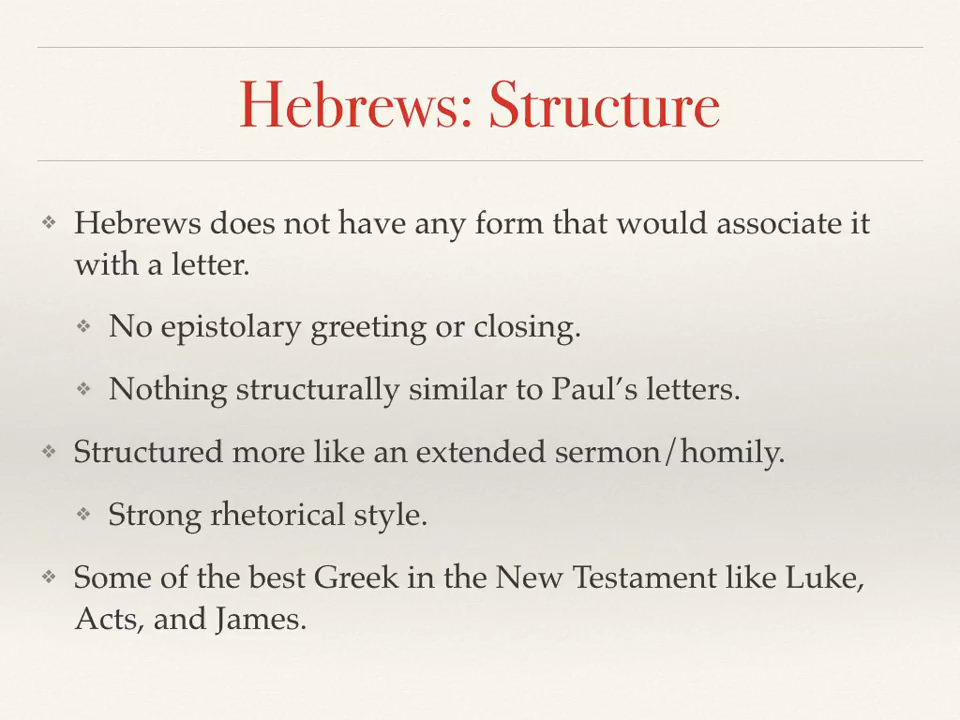 Hebrews: Structure
❖ Hebrews does not have any form that would associate it
with a letter.
❖ No epistolary greeting or closing.
❖ Nothing structurally similar to Paul’s letters.
❖ Structured more like an extended sermon/homily.
❖ Strong rhetorical style.
❖ Some of the best Greek in the New Testament like Luke,
Acts, and James.